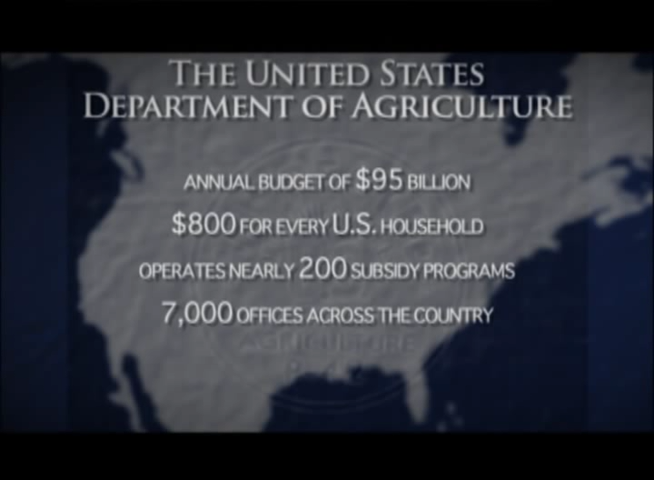 THE UNITED STATES
DEPARTMENT OF AGRICULTURE
ANNUAL BUDGET OF $95 BILLION
$800 FOR EVERY U.S. HOUSEHOLD
OPERATES NEARLY 200 SUBSIDY PROGRAMS
7,000 OFFICES ACROSS THE COUNTRY
AGRICULTURE